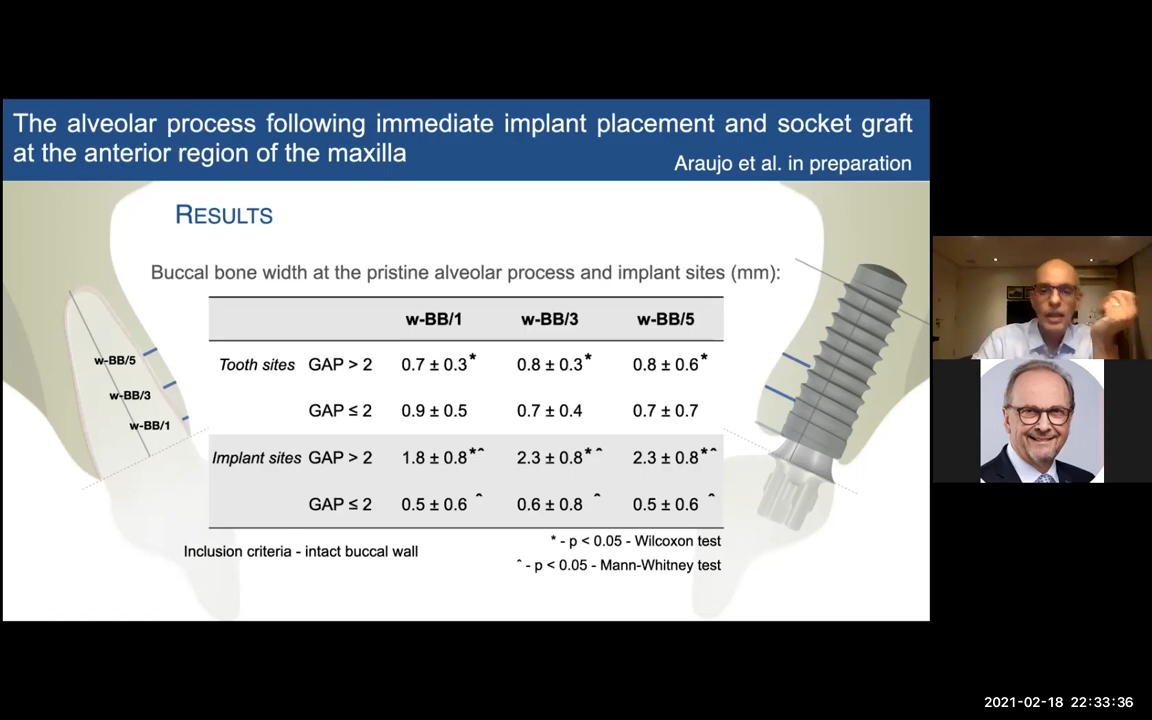 The alveolar process following immediate implant placement and socket graft
at the anterior region of the maxilla
Araujo et al. in preparation
RESULTS
Buccal bone width at the pristine alveolar process and implant sites (mm):
w-BB/1 w-BB/3 w-BB/5
Tooth sites GAP > 2 0.7 ± 0.3* 0.8 ± 0.3* 0.8 ± 0.6*
GAP ≤ 2 0.9 ± 0.5 0.7 ± 0.4 0.7 ± 0.7
Implant sites GAP > 2 1.8 ± 0.8*ˆ 2.3 ± 0.8*ˆ 2.3 ± 0.8*ˆ
GAP ≤ 2 0.5 ± 0.6 ˆ 0.6 ± 0.8 ˆ 0.5 ± 0.6 ˆ
w-BB/5
w-BB/3
w-BB/1
Inclusion criteria - intact buccal wall
* - p < 0.05 - Wilcoxon test
ˆ - p < 0.05 - Mann-Whitney test
2021-02-18 22:33:36